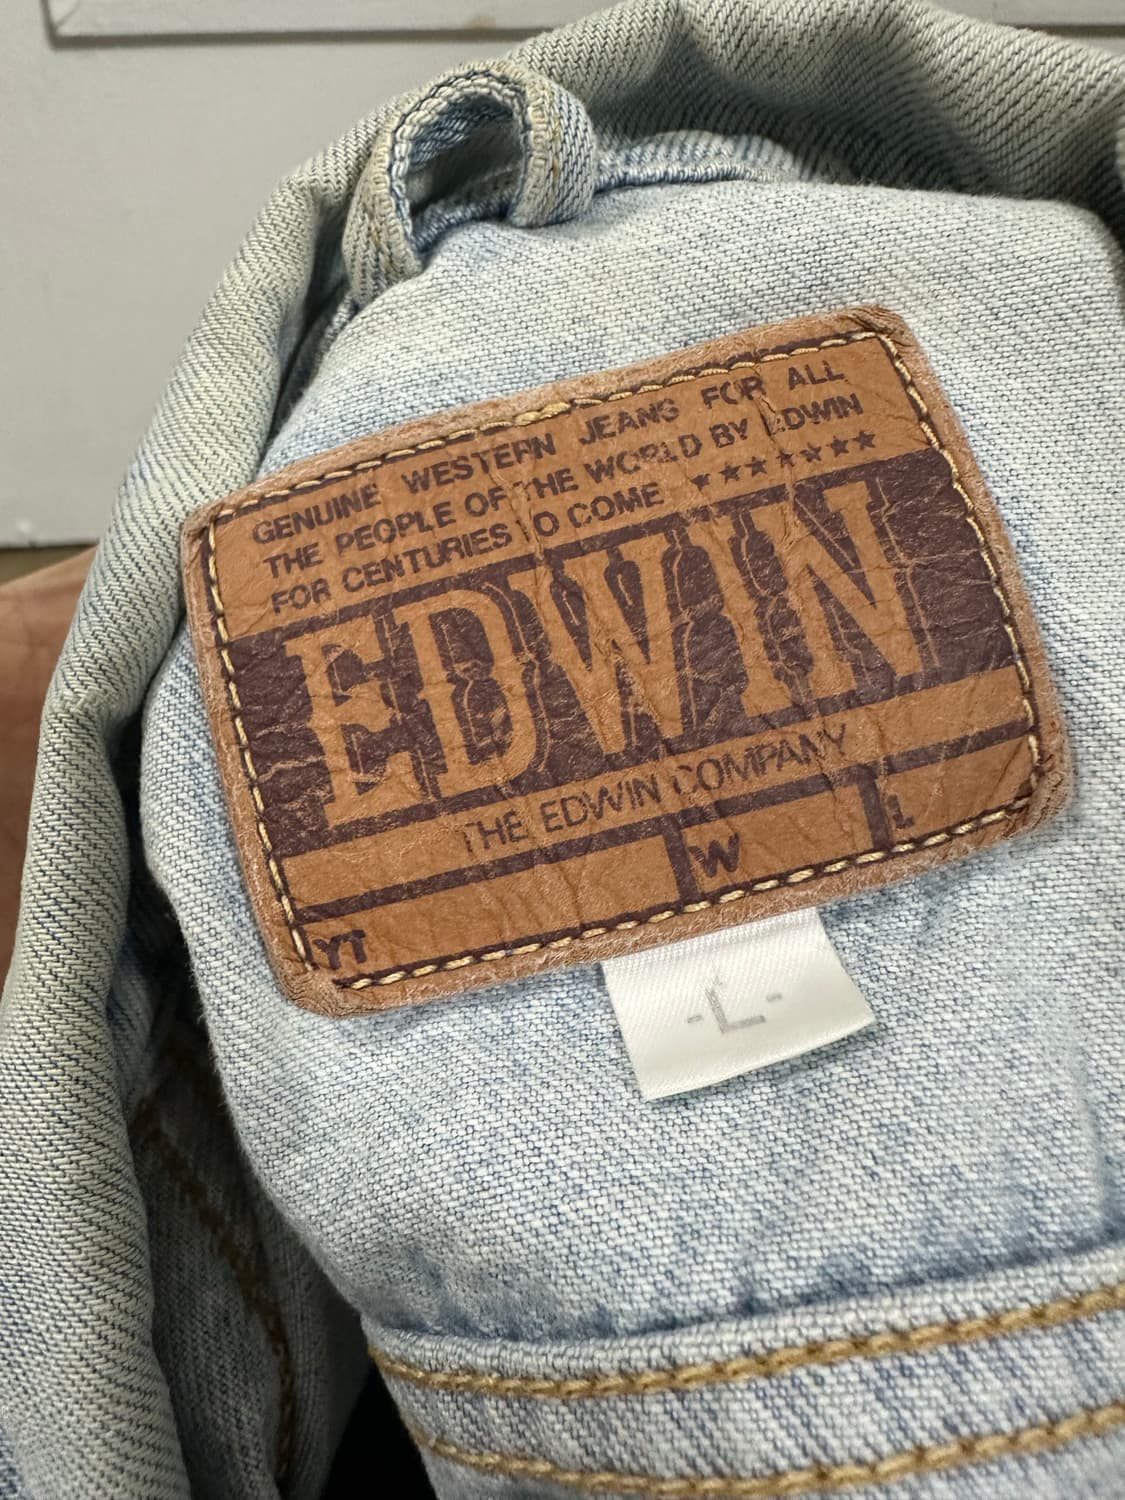 GENUINE WESTERN JEANS FOR ALL
THE PEOPLE OF THE WORLD BY EDWIN
FOR CENTURIES TO COME ★★★★★★★
EDWIN
THE EDWIN COMPANY
YT W L
-L-